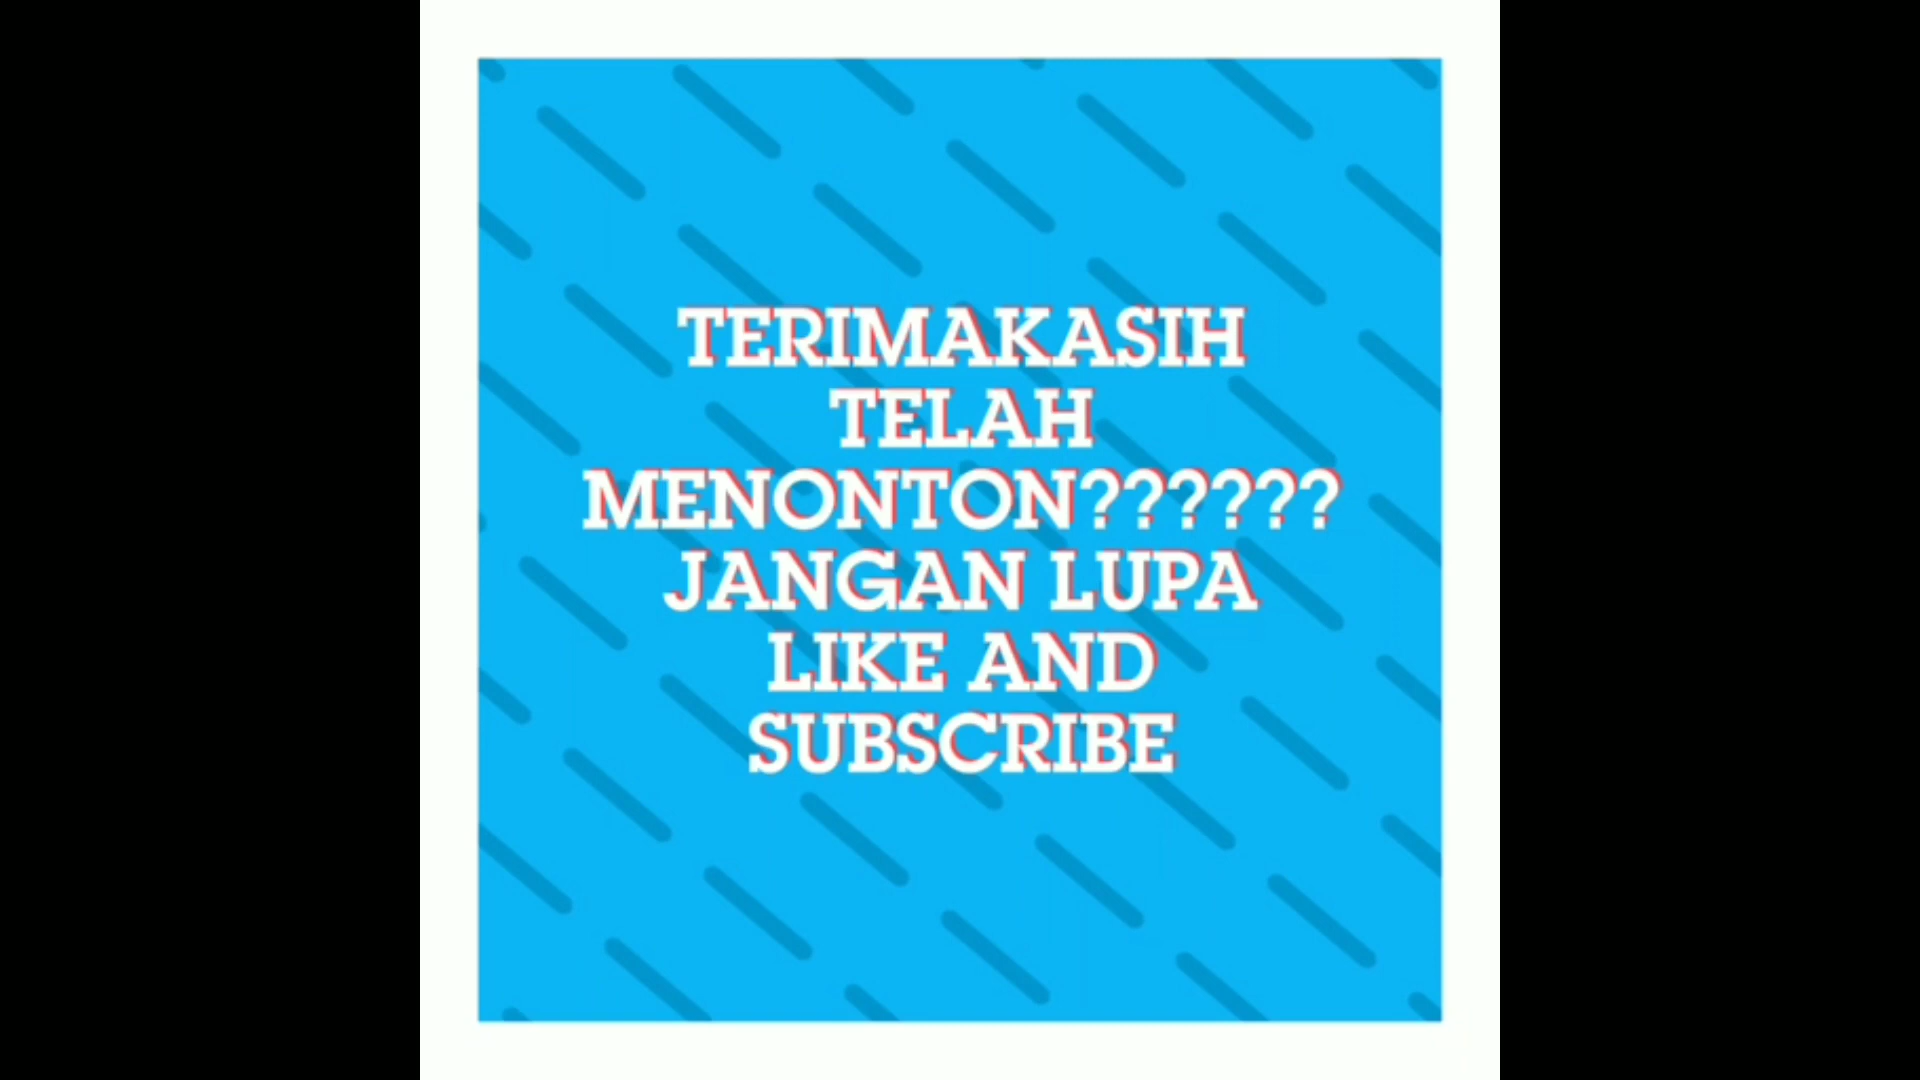 TERIMAKASIH
TELAH
MENONTON??????
JANGAN LUPA
LIKE AND
SUBSCRIBE